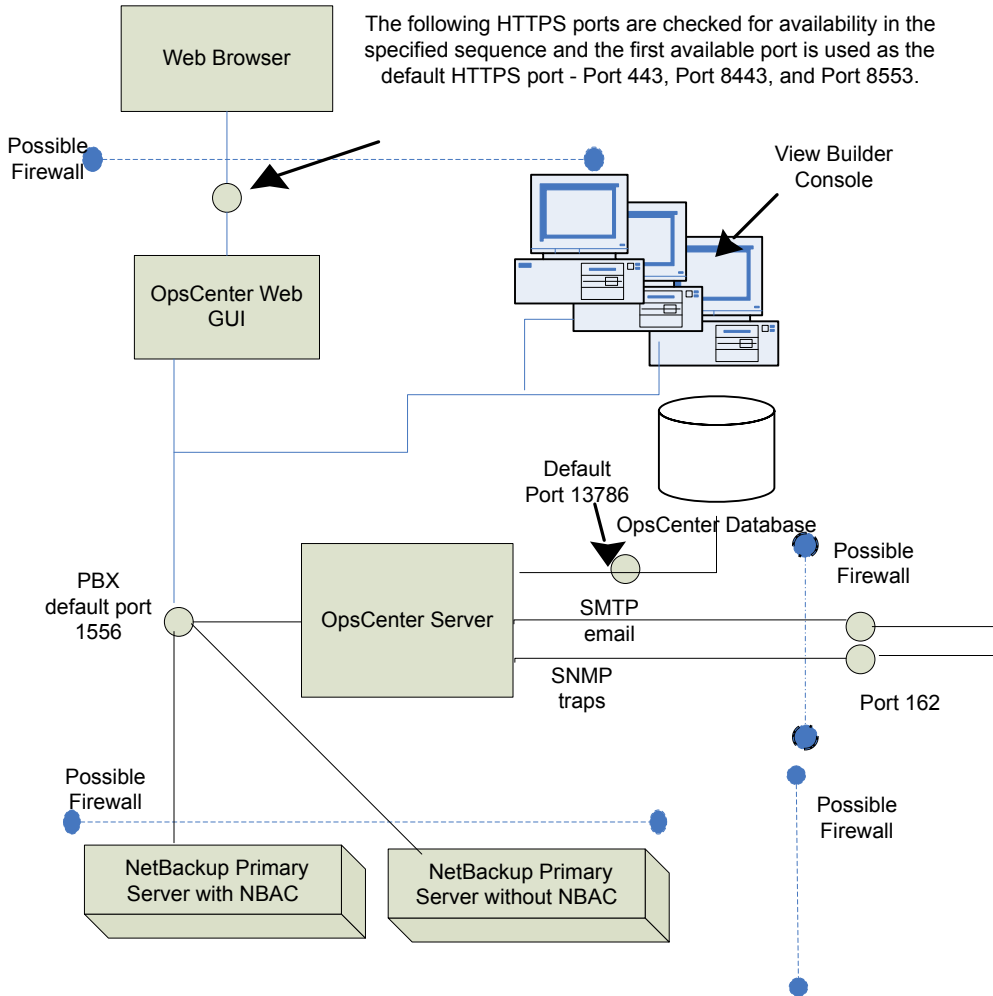 The following HTTPS ports are checked for availability in the
specified sequence and the first available port is used as the
default HTTPS port - Port 443, Port 8443, and Port 8553.
Web Browser
Possible
Firewall
View Builder
Console
OpsCenter Web
GUI
Default
Port 13786
OpsCenter Database
Possible
Firewall
PBX
default port
1556
OpsCenter Server
SMTP
email
SNMP
traps
Port 162
Possible
Firewall
Possible
Firewall
NetBackup Primary
Server with NBAC
NetBackup Primary
Server without NBAC